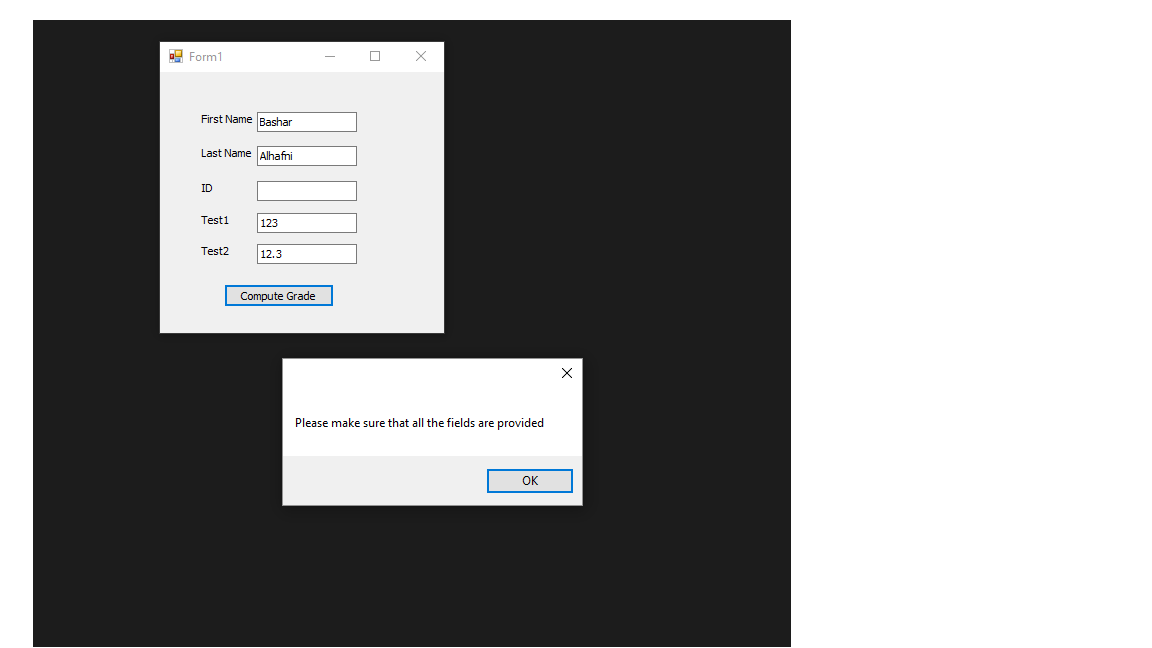 Form1
First Name Bashar
Last Name Alhafni
ID
Test1 123
Test2 12.3
Compute Grade
Please make sure that all the fields are provided
OK